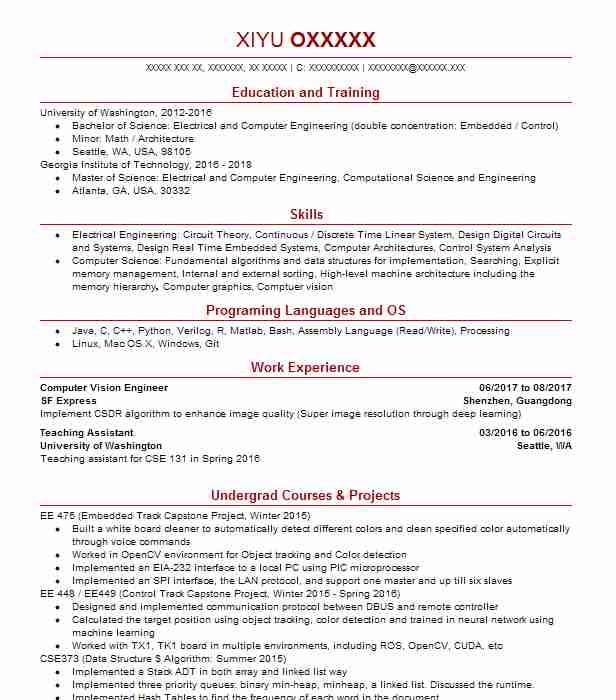 XIYU OXXXXX
XXXXX XXX XX, XXXXXXX, XX XXXXX | C: XXXXXXXXXX | XXXXXXXX@XXXXXX.XXX
Education and Training
University of Washington, 2012-2016
• Bachelor of Science: Electrical and Computer Engineering (double concentration: Embedded / Control)
• Minor: Math / Architecture
• Seattle, WA, USA, 98105
Georgia Institute of Technology, 2016 - 2018
• Master of Science: Electrical and Computer Engineering, Computational Science and Engineering
• Atlanta, GA, USA, 30332
Skills
• Electrical Engineering: Circuit Theory, Continuous / Discrete Time Linear System, Design Digital Circuits
and Systems, Design Real Time Embedded Systems, Computer Architectures, Control System Analysis
• Computer Science: Fundamental algorithms and data structures for implementation, Searching, Explicit
memory management, Internal and external sorting, High-level machine architecture including the
memory hierarchy, Computer graphics, Comptuer vision
Programing Languages and OS
• Java, C, C++, Python, Verilog, R, Matlab, Bash, Assembly Language (Read/Write), Processing
• Linux, Mac OS X, Windows, Git
Work Experience
Computer Vision Engineer 06/2017 to 08/2017
SF Express Shenzhen, Guangdong
Implement CSDR algorithm to enhance image quality (Super image resolution through deep learning)
Teaching Assistant 03/2016 to 06/2016
University of Washington Seattle, WA
Teaching assistant for CSE 131 in Spring 2016
Undergrad Courses & Projects
EE 475 (Embedded Track Capstone Project, Winter 2015)
• Built a white board cleaner to automatically detect different colors and clean specified color automatically
through voice commands
• Worked in OpenCV environment for Object tracking and Color detection
• Implemented an EIA-232 interface to a local PC using PIC microprocessor
• Implemented an SPI interface, the LAN protocol, and support one master and up till six slaves
EE 448 / EE449 (Control Track Capstone Project, Winter 2015 - Spring 2016)
• Designed and implemented communication protocol between DBUS and remote controller
• Calculated the target position using object tracking, color detection and trained in neural network using
machine learning
• Worked with TX1, TK1 board in multiple environments, including ROS, OpenCV, CUDA, etc
CSE373 (Data Structure $ Algorithm: Summer 2015)
• Implemented a Stack ADT in both array and linked list way
• Implemented three priority queues: binary min-heap, minheap, a linked list. Discussed the runtime.
• Implemented Hash Tables to find the frequency of each word in the document